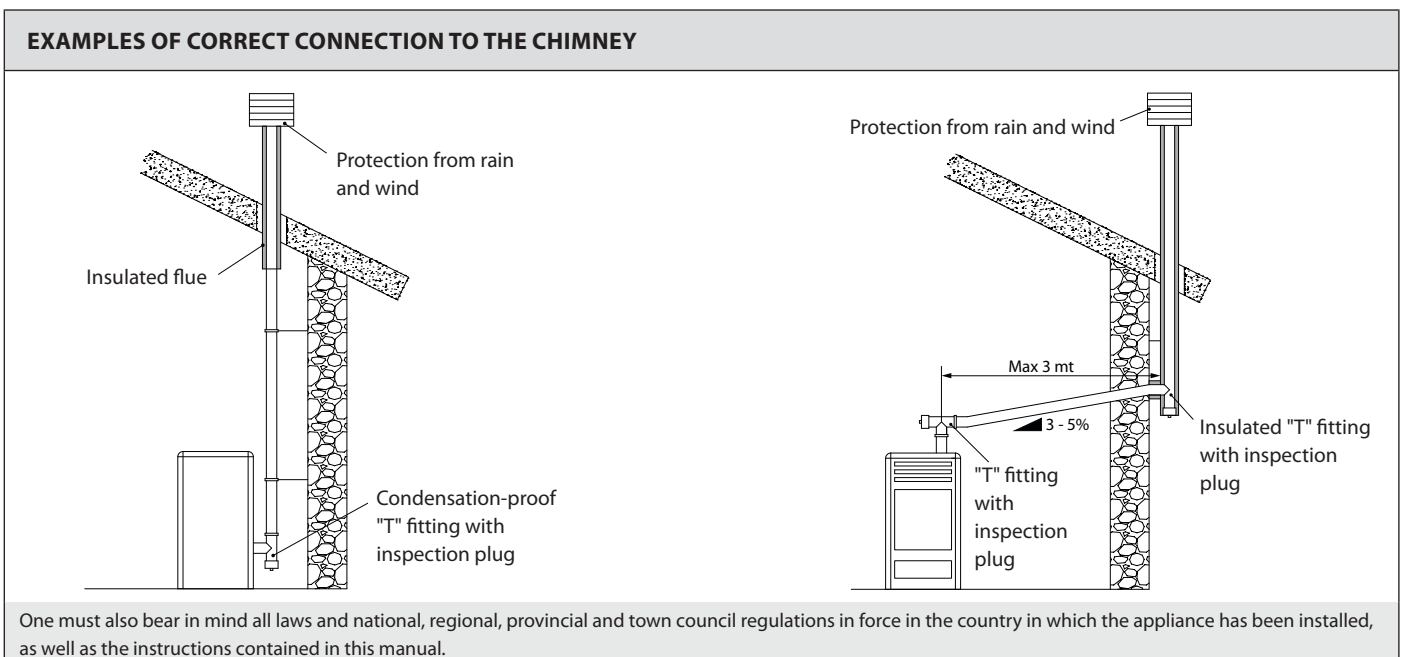 EXAMPLES OF CORRECT CONNECTION TO THE CHIMNEY
Protection from rain
and wind
Insulated flue
Condensation-proof
"T" fitting with
inspection plug
Protection from rain and wind
Max 3 mt
3 - 5%
"T" fitting
with
inspection
plug
Insulated "T" fitting
with inspection
plug
One must also bear in mind all laws and national, regional, provincial and town council regulations in force in the country in which the appliance has been installed,
as well as the instructions contained in this manual.